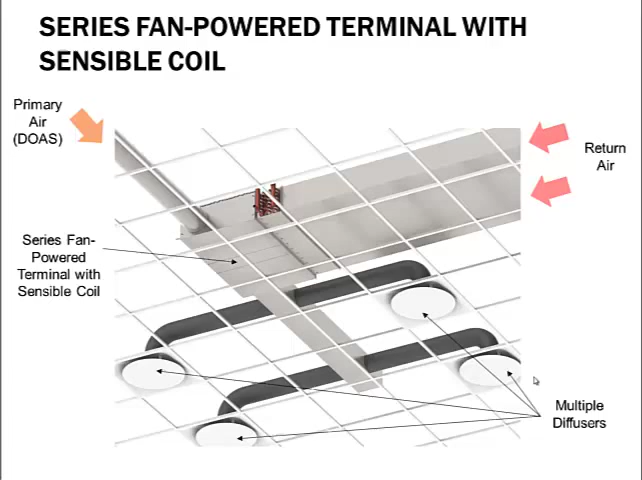 SERIES FAN-POWERED TERMINAL WITH
SENSIBLE COIL
Primary
Air
(DOAS)
Return
Air
Series Fan-
Powered
Terminal with
Sensible Coil
Multiple
Diffusers